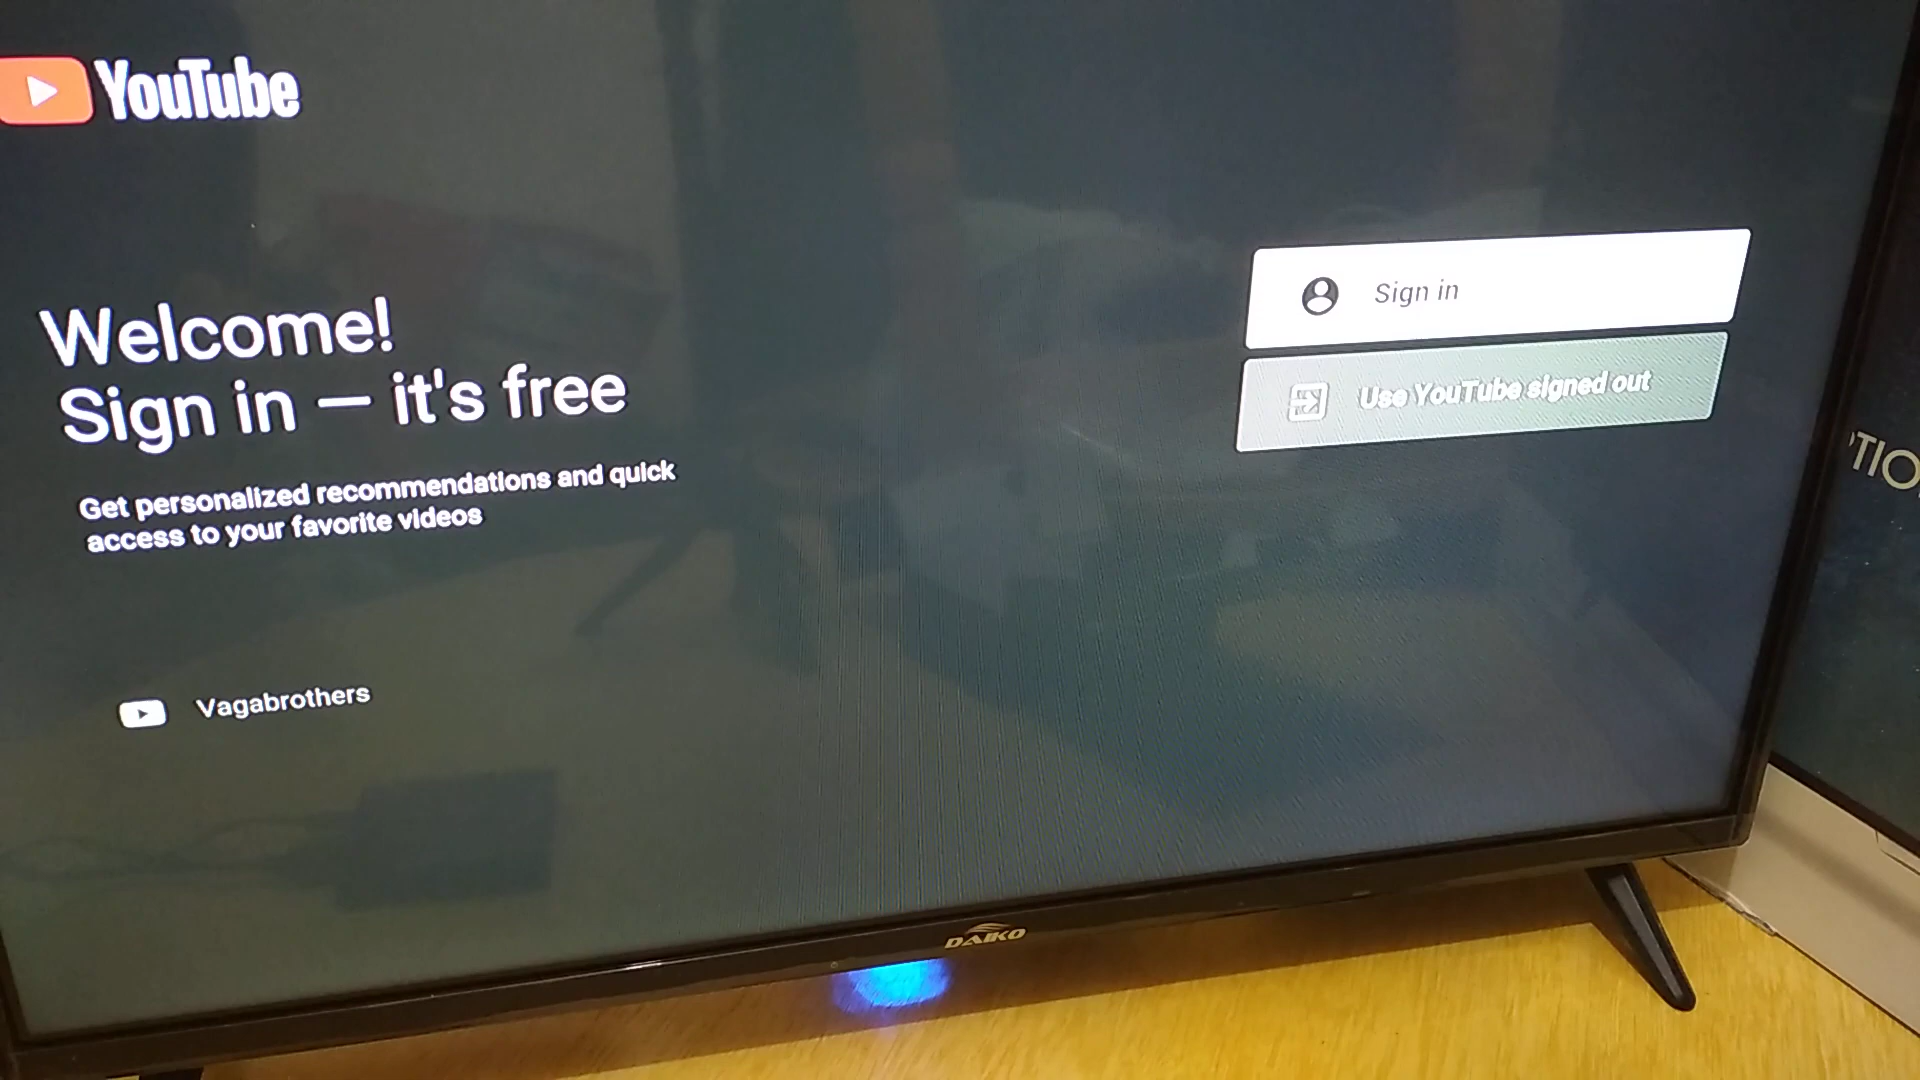 YouTube
Welcome!
Sign in — it's free
Get personalized recommendations and quick
access to your favorite videos
Vagabrothers
Sign in
Use YouTube signed out
DAIKO